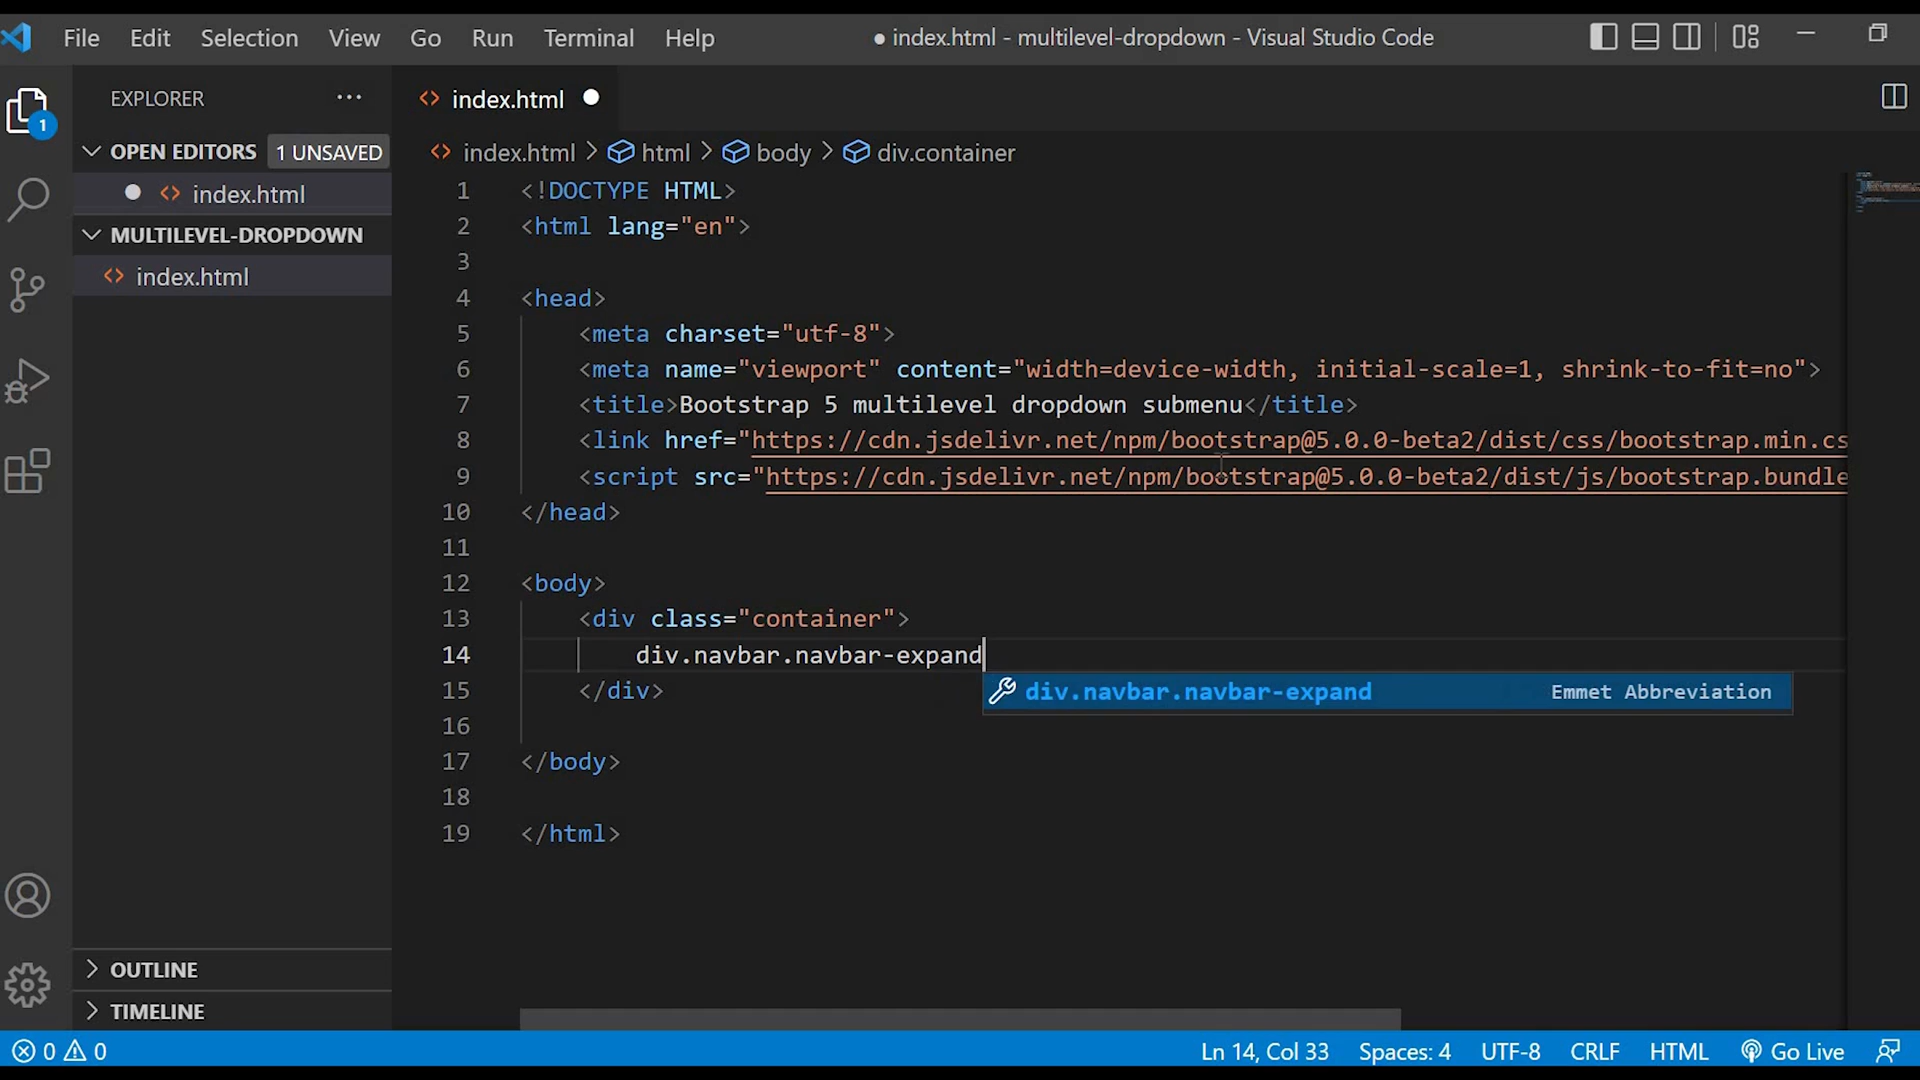 File Edit Selection View Go Run Terminal Help ● index.html - multilevel-dropdown - Visual Studio Code
EXPLORER ···
index.html
OPEN EDITORS 1 UNSAVED
index.html > html > body > div.container
index.html
MULTILEVEL-DROPDOWN
index.html
1
1 <!DOCTYPE HTML>
2 <html lang="en">
3
4 <head>
5 <meta charset="utf-8">
6 <meta name="viewport" content="width=device-width, initial-scale=1, shrink-to-fit=no">
7 <title>Bootstrap 5 multilevel dropdown submenu</title>
8 <link href="https://cdn.jsdelivr.net/npm/bootstrap@5.0.0-beta2/dist/css/bootstrap.min.cs
9 <script src="https://cdn.jsdelivr.net/npm/bootstrap@5.0.0-beta2/dist/js/bootstrap.bundle
10 </head>
11
12 <body>
13 <div class="container">
14 div.navbar.navbar-expand
div.navbar.navbar-expand Emmet Abbreviation
15 </div>
16
17 </body>
18
19 </html>
OUTLINE
TIMELINE
0 0 Ln 14, Col 33 Spaces: 4 UTF-8 CRLF HTML Go Live